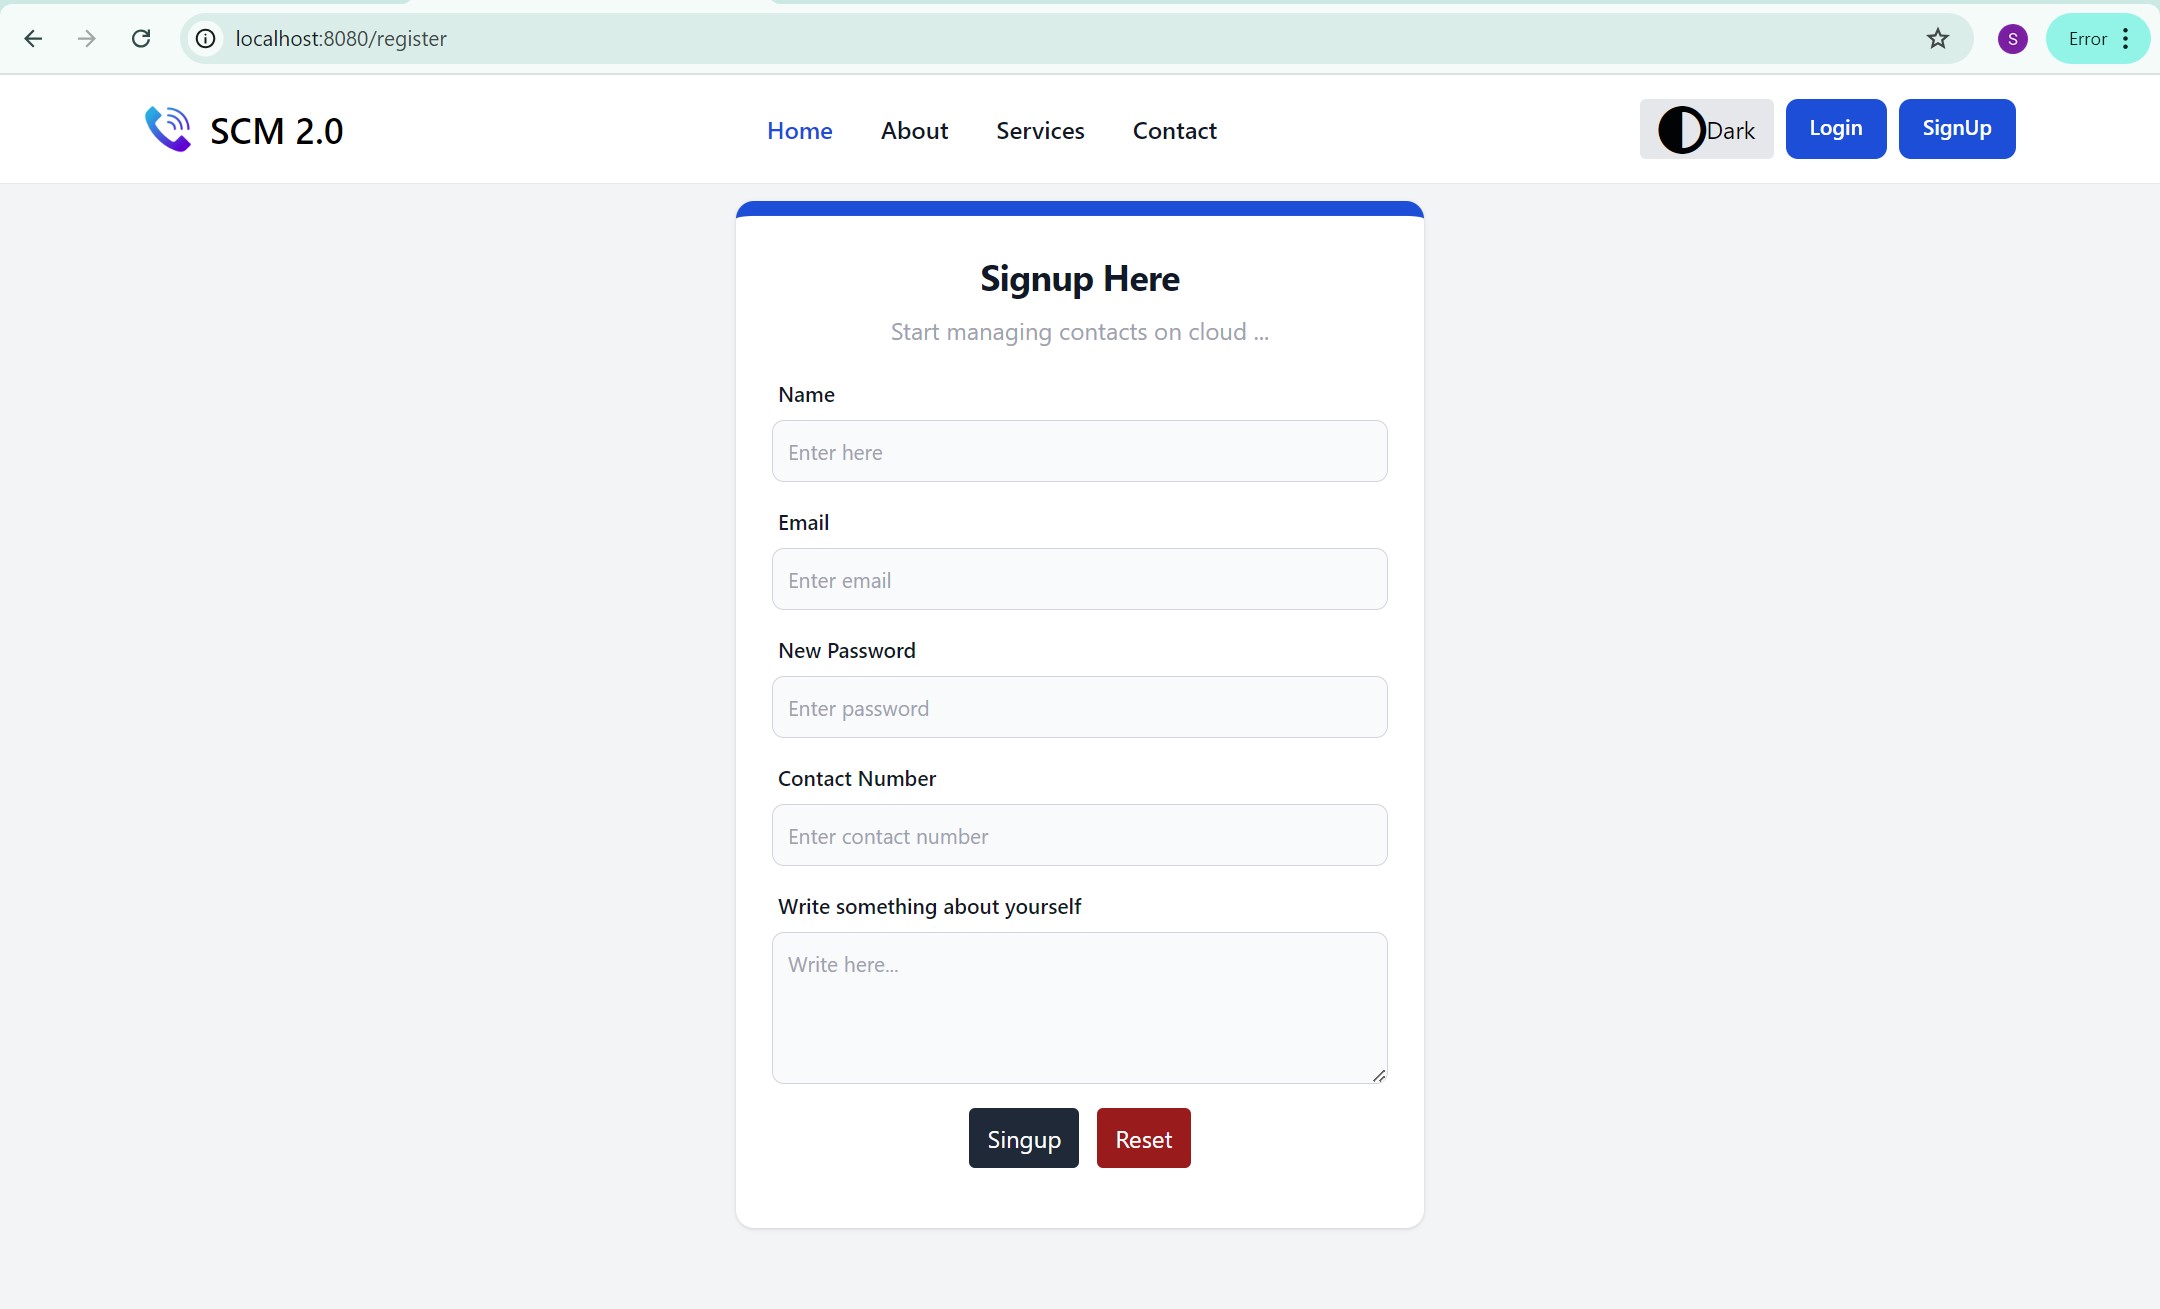 localhost:8080/register
S
Error
SCM 2.0
Home
About
Services
Contact
Dark
Login
SignUp
Signup Here
Start managing contacts on cloud ...
Name
Enter here
Email
Enter email
New Password
Enter password
Contact Number
Enter contact number
Write something about yourself
Write here...
Singup
Reset